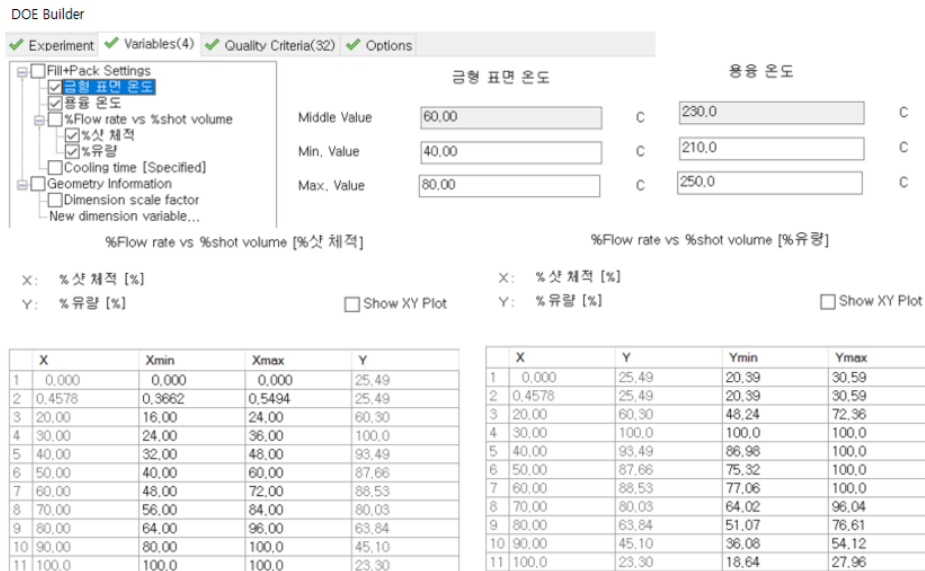 DOE Builder
Experiment Variables(4) Quality Criteria(32) Options
Fill+Pack Settings
금형 표면 온도
용융 온도
%Flow rate vs %shot volume
%샷 체적
%유량
Cooling time [Specified]
Geometry Information
Dimension scale factor
New dimension variable...
금형 표면 온도
Middle Value 60,00 C
Min, Value 40,00 C
Max, Value 80,00 C
용융 온도
230,0 C
210,0 C
250,0 C
%Flow rate vs %shot volume [%샷 체적]
X: %샷 체적 [%]
Y: %유량 [%]
Show XY Plot
X Xmin Xmax Y
1 0,000 0,000 0,000 25,49
2 0,4578 0,3662 0,5494 25,49
3 20,00 16,00 24,00 60,30
4 30,00 24,00 36,00 100,0
5 40,00 32,00 48,00 93,49
6 50,00 40,00 60,00 87,66
7 60,00 48,00 72,00 88,53
8 70,00 56,00 84,00 80,03
9 80,00 64,00 96,00 63,84
10 90,00 80,00 100,0 45,10
11 100,0 100,0 100,0 23,30
%Flow rate vs %shot volume [%유량]
X: %샷 체적 [%]
Y: %유량 [%]
Show XY Plot
X Y Ymin Ymax
1 0,000 25,49 20,39 30,59
2 0,4578 25,49 20,39 30,59
3 20,00 60,30 48,24 72,36
4 30,00 100,0 100,0 100,0
5 40,00 93,49 86,98 100,0
6 50,00 87,66 75,32 100,0
7 60,00 88,53 77,06 100,0
8 70,00 80,03 64,02 96,04
9 80,00 63,84 51,07 76,61
10 90,00 45,10 36,08 54,12
11 100,0 23,30 18,64 27,96